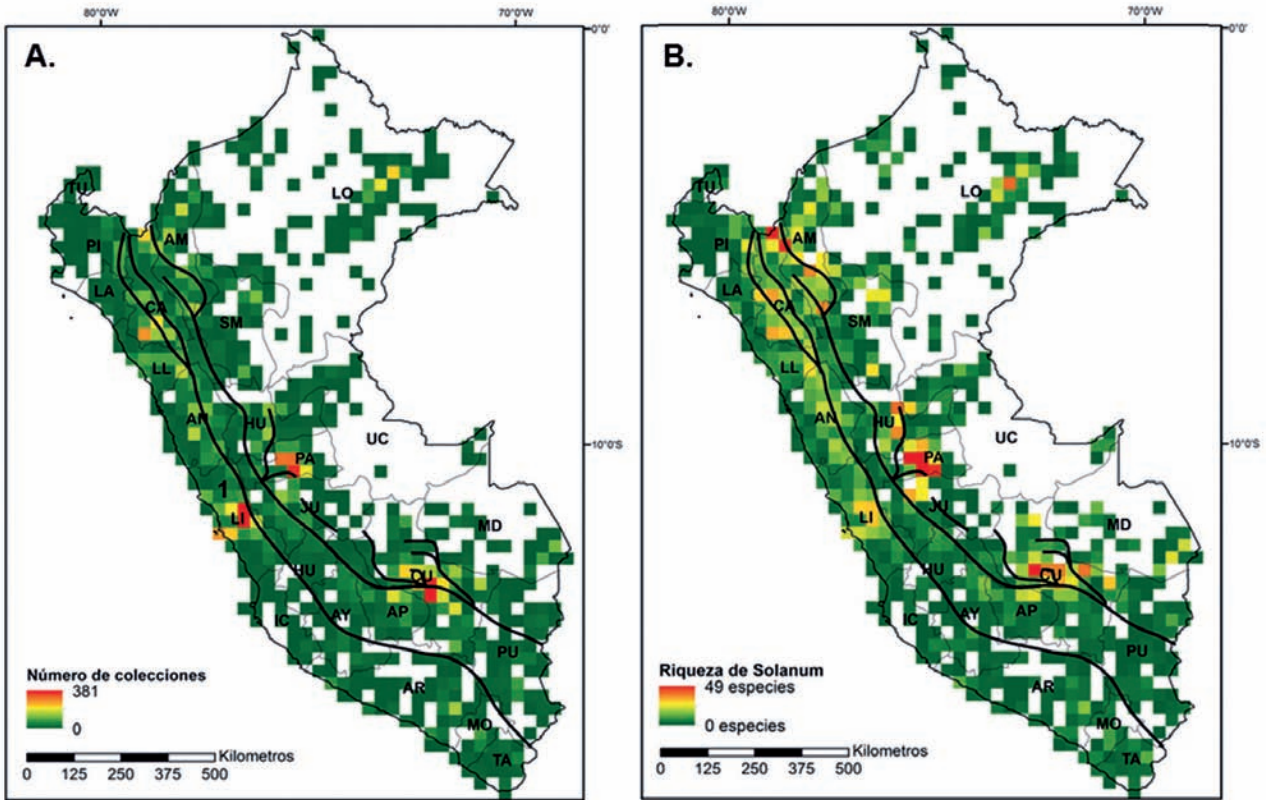 80°0'W 70°0'W
0°0'
A.
TU
LO
PI
AM
LA
CA
SM
LL
AN
HU
UC
10°0'S
PA
1
JU
LI
MD
HU
CU
AP
IC
AY
PU
AR
MO
TA
Número de colecciones
381
0
Kilometros
0 125 250 375 500
80°0'W 70°0'W
0°0'
B.
TU
LO
PI
AM
LA
CA
SM
LL
AN
HU
UC
10°0'S
PA
JU
LI
MD
HU
CU
AP
IC
AY
PU
AR
MO
TA
Riqueza de Solanum
49 especies
0 especies
Kilometros
0 125 250 375 500